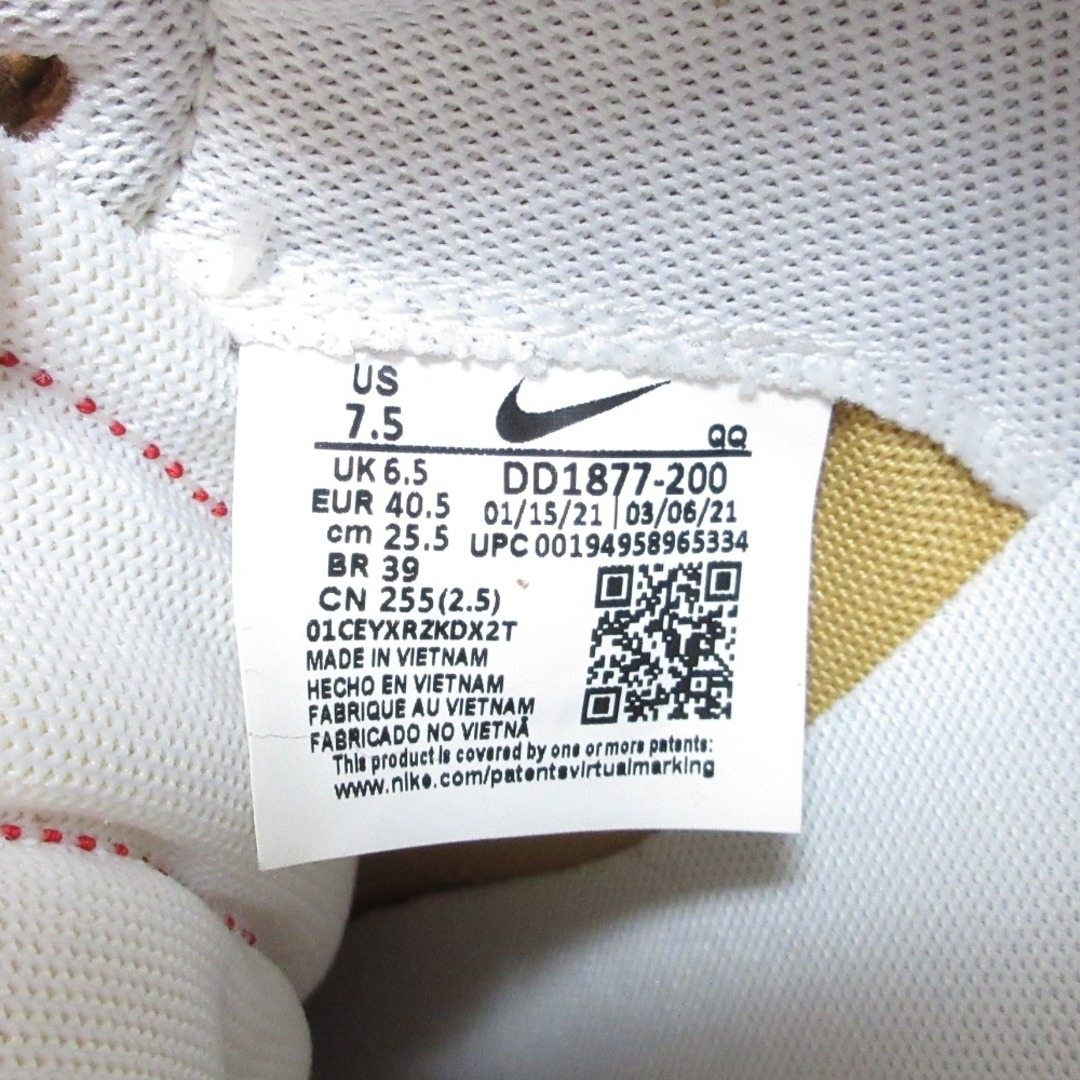 US
7.5
QQ
UK 6.5
DD1877-200
EUR 40.5
01/15/21 | 03/06/21
cm 25.5
UPC 00194958965334
BR 39
CN 255(2.5)
01CEYXRZKDX2T
MADE IN VIETNAM
HECHO EN VIETNAM
FABRIQUE AU VIETNAM
FABRICADO NO VIETNÃ
This product is covered by one or more patents:
www.nike.com/patentsvirtualmarking